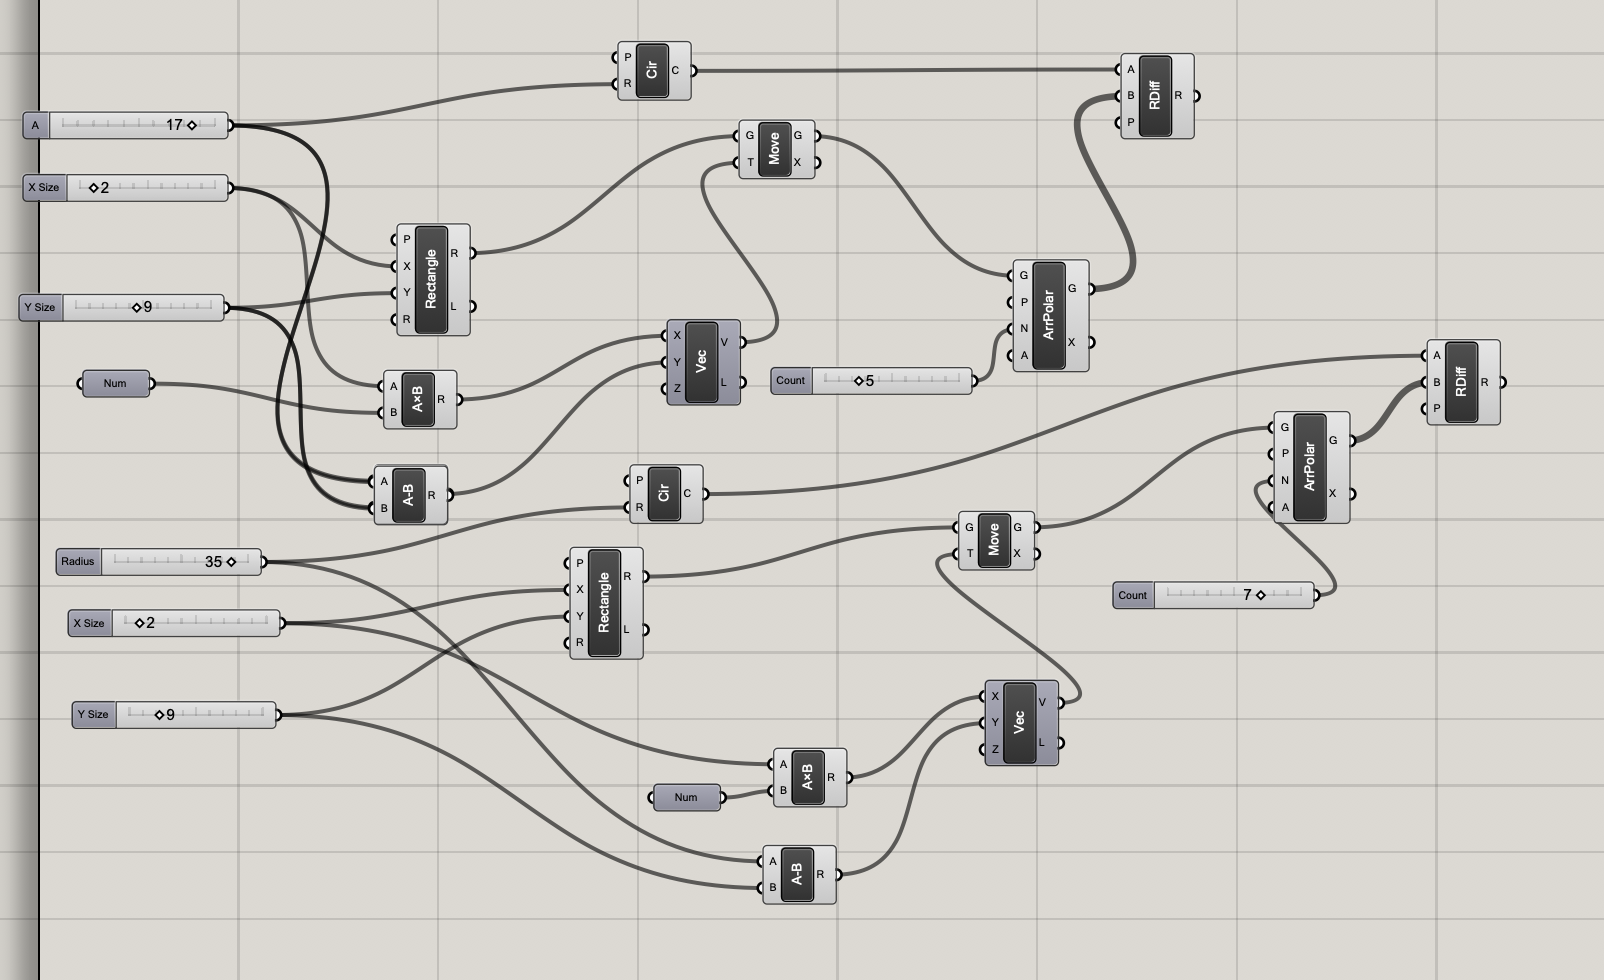 P
Cir
C
R
A
RDiff
B
R
P
A
17
G
Move
G
T
X
X Size
2
P
Rectangle
R
X
Y
L
R
G
ArrPolar
G
P
N
X
A
Y Size
9
X
Vec
V
Y
L
Z
Count
5
A
RDiff
B
R
P
Num
A
A×B
R
B
A
A-B
R
B
P
Cir
C
R
G
ArrPolar
G
P
N
X
A
G
Move
G
T
X
Radius
35
P
Rectangle
R
X
Y
L
R
X Size
2
Count
7
Y Size
9
X
Vec
V
Y
L
Z
A
A×B
R
B
Num
A
A-B
R
B